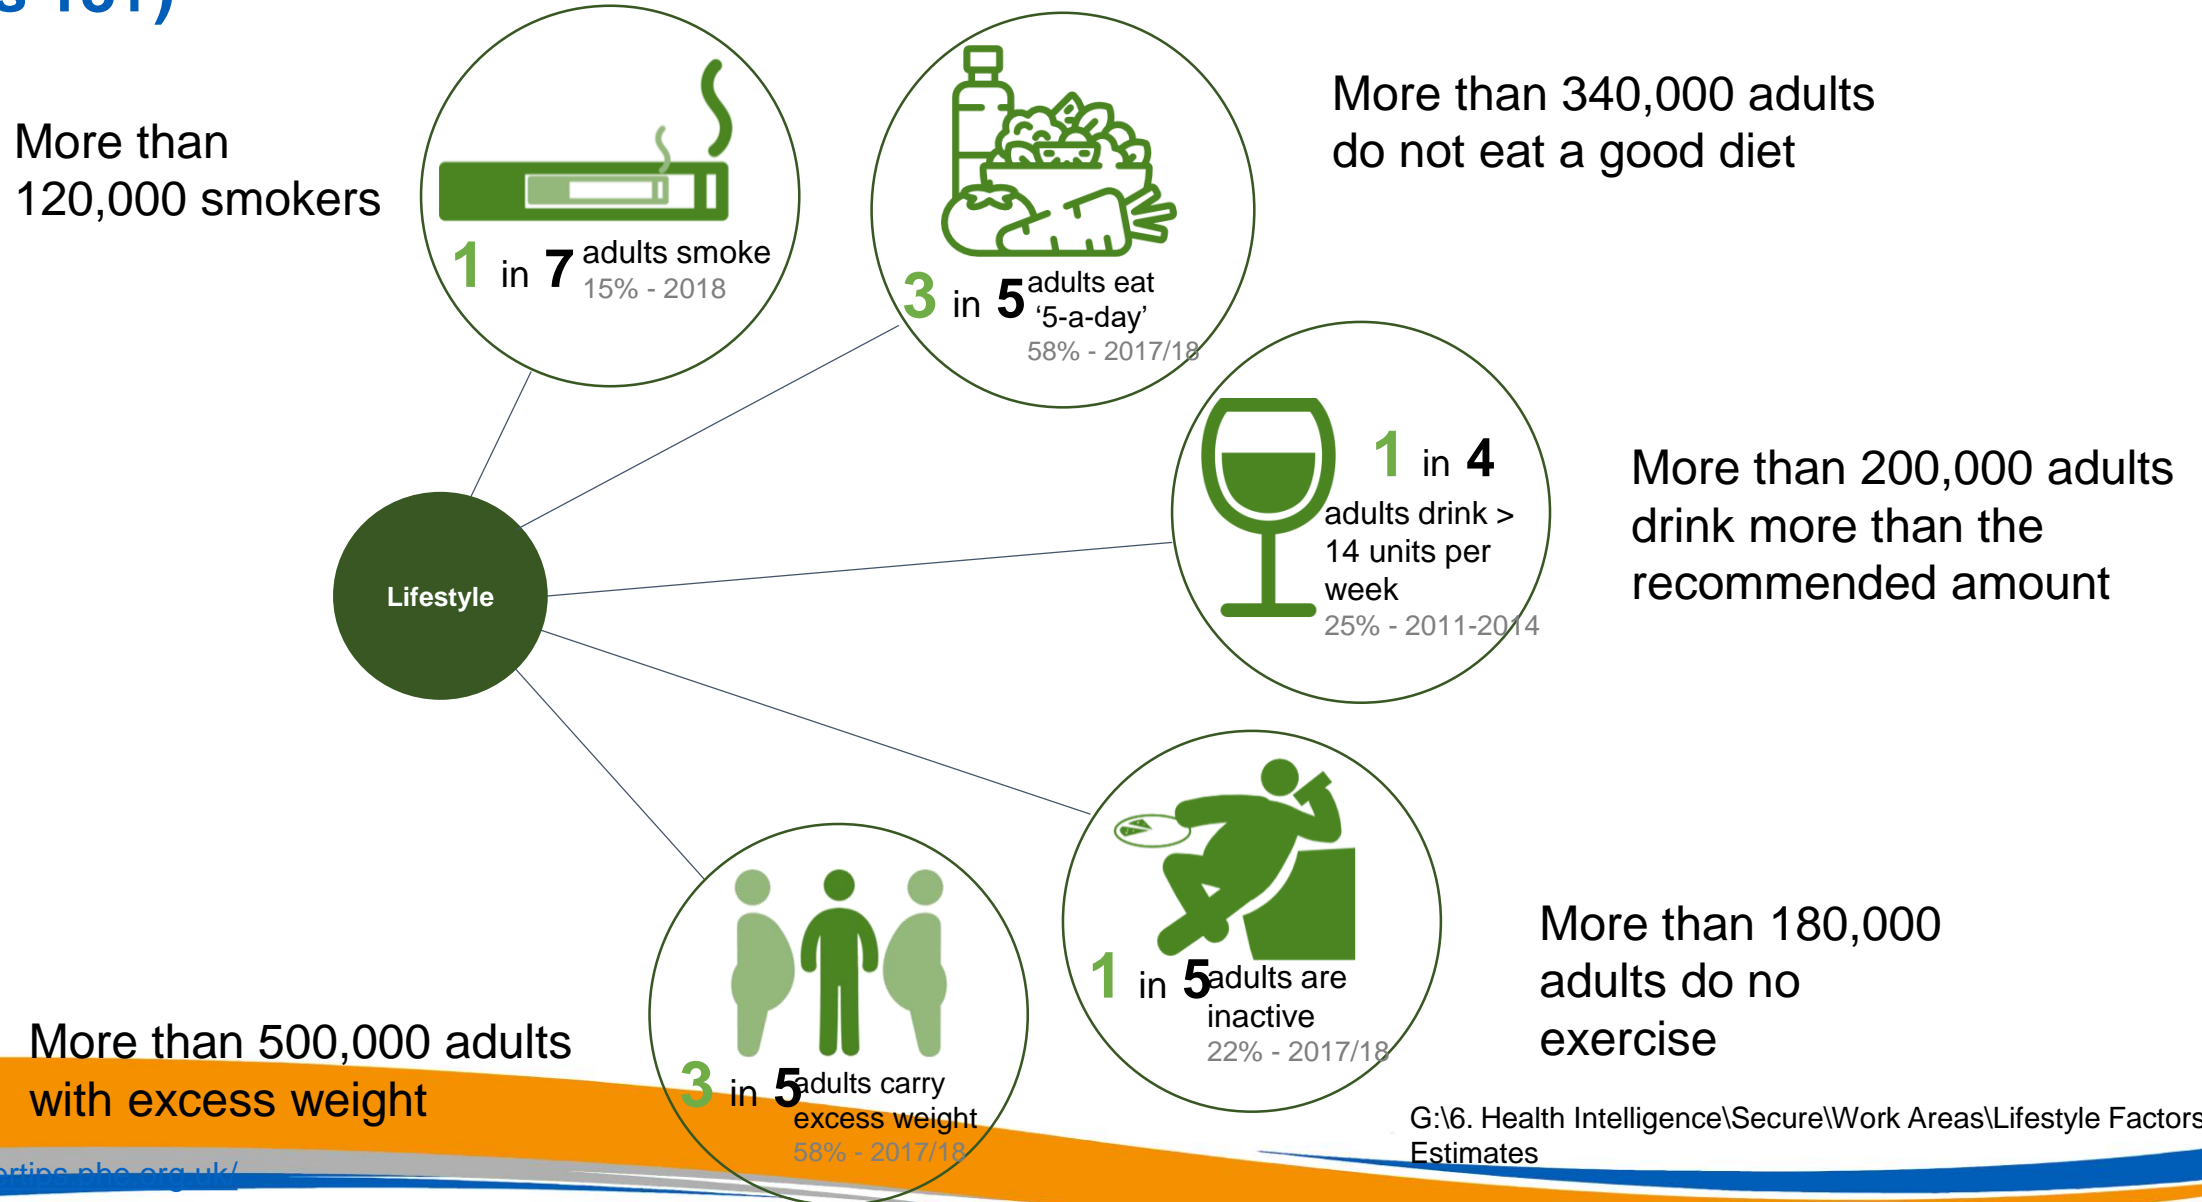 More than
120,000 smokers
1 in 7 adults smoke
15% - 2018
3 in 5 adults eat
‘5-a-day’
58% - 2017/18
More than 340,000 adults
do not eat a good diet
1 in 4
adults drink >
14 units per
week
25% - 2011-2014
More than 200,000 adults
drink more than the
recommended amount
Lifestyle
1 in 5 adults are
inactive
22% - 2017/18
More than 180,000
adults do no
exercise
More than 500,000 adults
with excess weight
3 in 5 adults carry
excess weight
58% - 2017/18
G:\6. Health Intelligence\Secure\Work Areas\Lifestyle Factors
Estimates